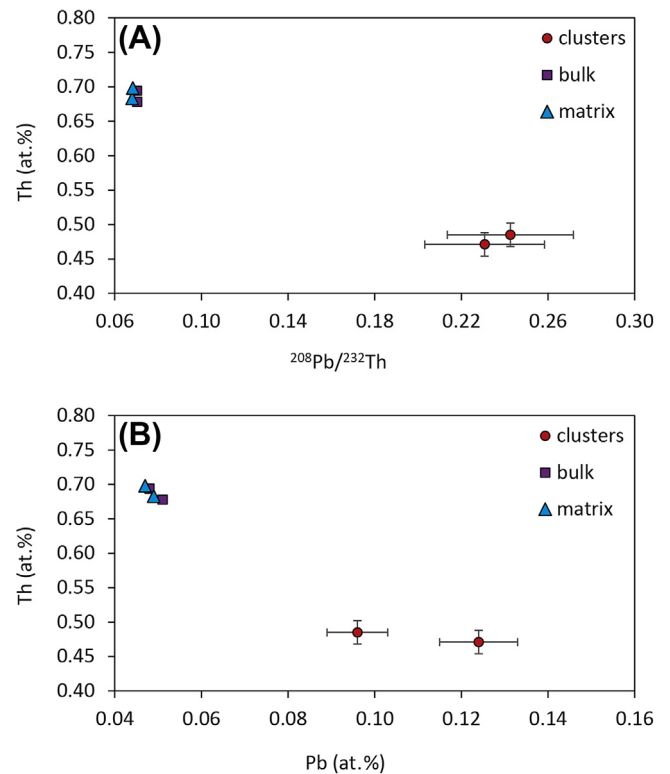 (A)
0.80
0.75
0.70
0.65
0.60
0.55
0.50
0.45
0.40
Th (at.%)
clusters
bulk
matrix
0.06 0.10 0.14 0.18 0.22 0.26 0.30
²⁰⁸Pb/²³²Th
(B)
0.80
0.75
0.70
0.65
0.60
0.55
0.50
0.45
0.40
Th (at.%)
clusters
bulk
matrix
0.04 0.06 0.08 0.10 0.12 0.14 0.16
Pb (at.%)